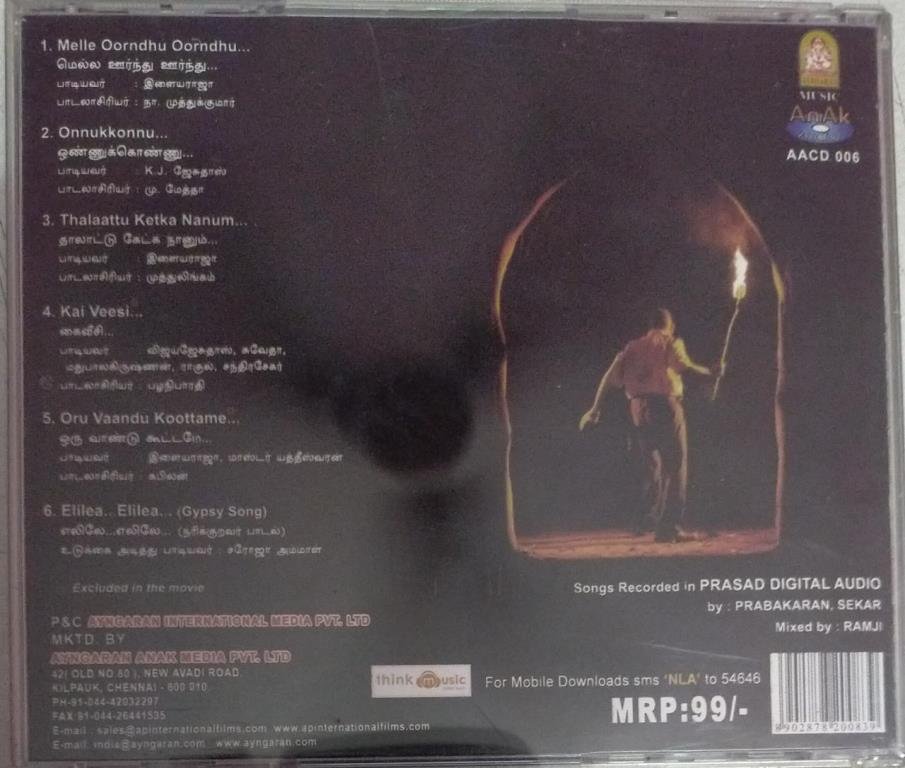 1. Melle Oorndhu Oorndhu...
மெல்ல ஊர்ந்து ஊர்ந்து...
பாடியவர் : இளையராஜா
பாடலாசிரியர் : நா. முத்துக்குமார்
2. Onnukkonnu...
ஒண்ணுக்கொண்ணு...
பாடியவர் : K.J. ஜேசுதாஸ்
பாடலாசிரியர் : மு. மேத்தா
3. Thalaattu Ketka Nanum...
தாலாட்டு கேட்க நானும்...
பாடியவர் : இளையராஜா
பாடலாசிரியர் : முத்துலிங்கம்
4. Kai Veesi...
கைவீசி...
பாடியவர் விஜய்ஜேசுதாஸ், சுவேதா,
மதுபாலகிருஷ்ணன், ராகுல், சந்திரசேகர்
பாடலாசிரியர் : பழநிபாரதி
5. Oru Vaandu Koottame...
ஒரு வாண்டு கூட்டமே...
பாடியவர் இளையராஜா, மாஸ்டர் யத்தீஸ்வரன்
பாடலாசிரியர் : கபிலன்
6. Elilea.. Elilea... (Gypsy Song)
எலிலே...எலிலே... (நரிக்குறவர் பாடல்)
உடுக்கை அடித்து பாடியவர் : சரோஜா அம்மாள்
Excluded in the movie
P&C AYNGARAN INTERNATIONAL MEDIA PVT. LTD
MKTD. BY
AYNGARAN ANAK MEDIA PVT. LTD
42( OLD NO.80 ), NEW AVADI ROAD,
KILPAUK, CHENNAI - 600 010.
PH-91-044-42032297
FAX 91-044-26441535
E-mail : sales@apinternationalfilms.com www.apinternationalfilms.com
E-mail: india@ayngaran.com www.ayngaran.com
AYNGARAN
MUSIC
AnAk
AACD 006
Songs Recorded in PRASAD DIGITAL AUDIO
by : PRABAKARAN, SEKAR
Mixed by : RAMJI
think music
For Mobile Downloads sms 'NLA' to 54646
MRP:99/-
8902878200839